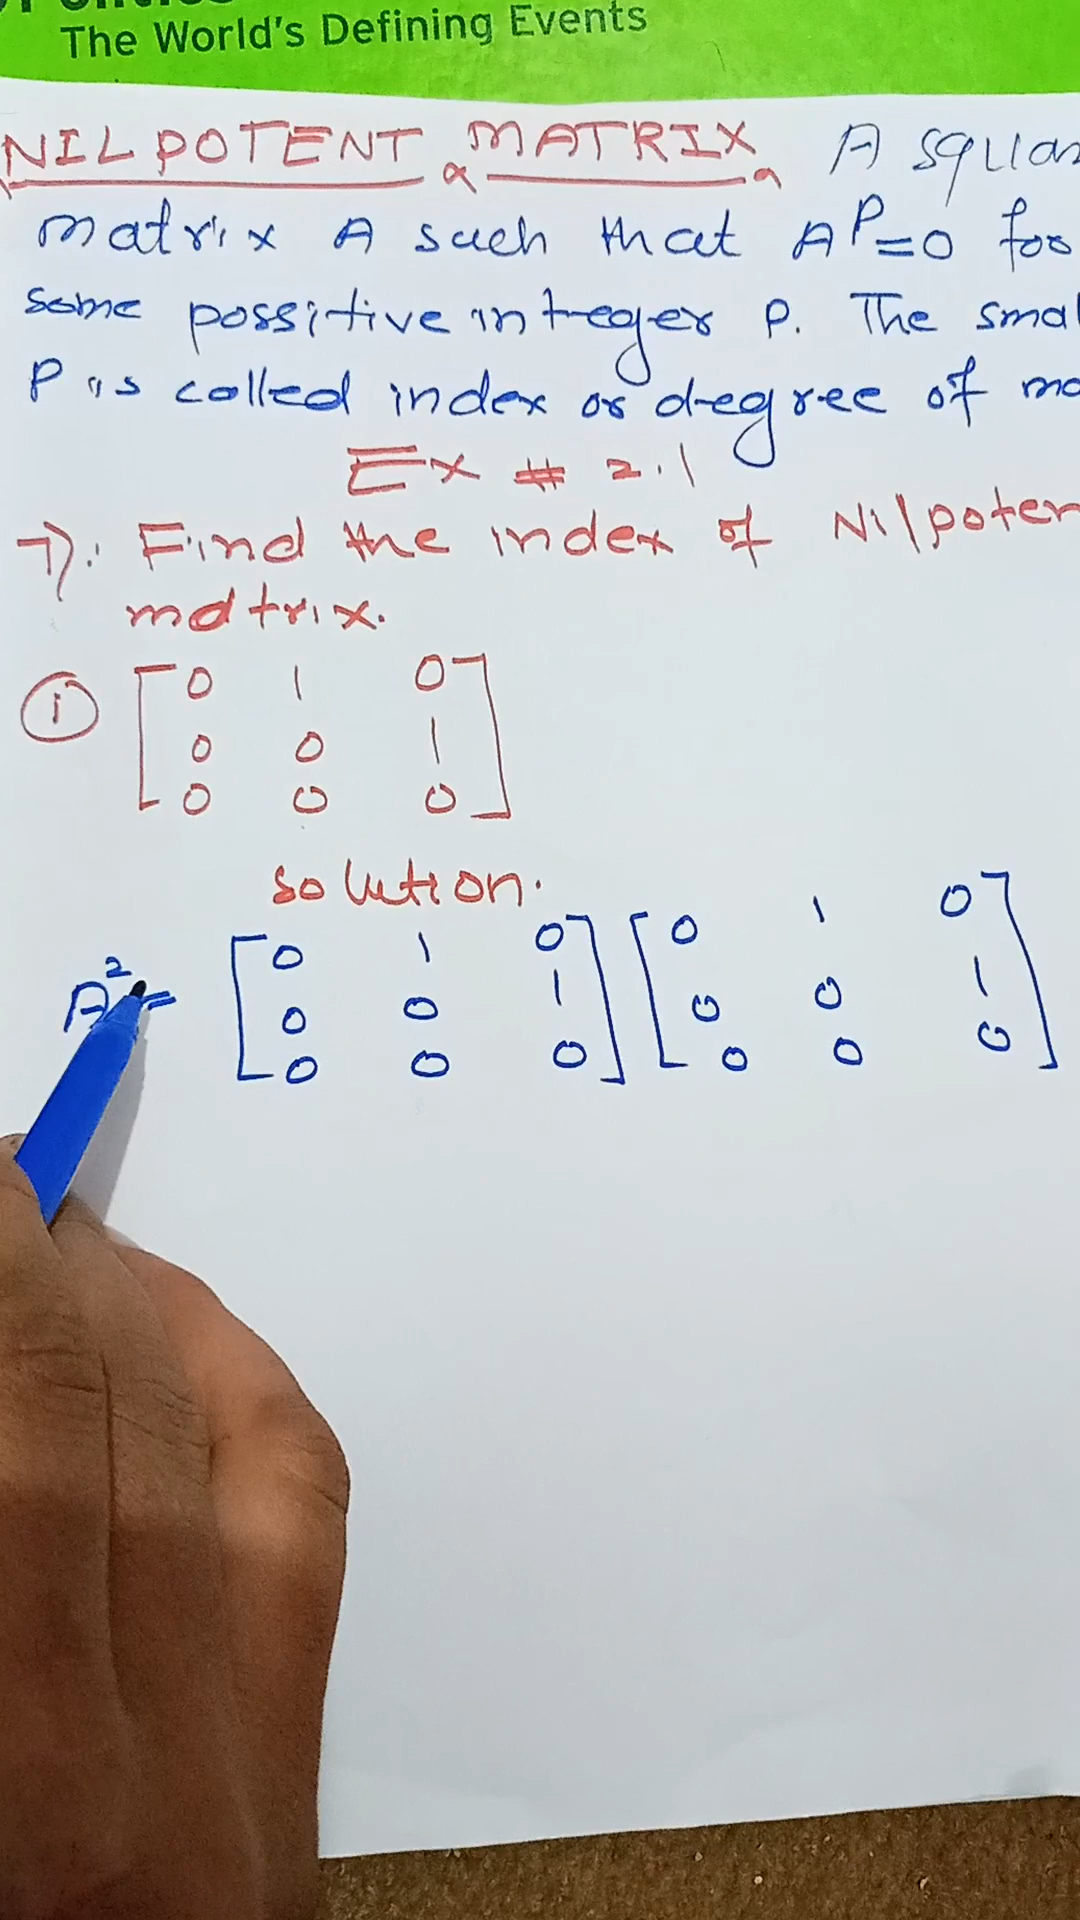 The World's Defining Events
NILPOTENT MATRIX A squar
matrix A such that A^P=0 for
some possitive integer P. The smal
P is called index or degree of ma
Ex # 2.1
7). Find the index of Nilpoten
matrix.
i [0 1 0]
[0 0 1]
[0 0 0]
solution.
A²= [0 1 0] [0 1 0]
[0 0 1] [0 0 1]
[0 0 0] [0 0 0]